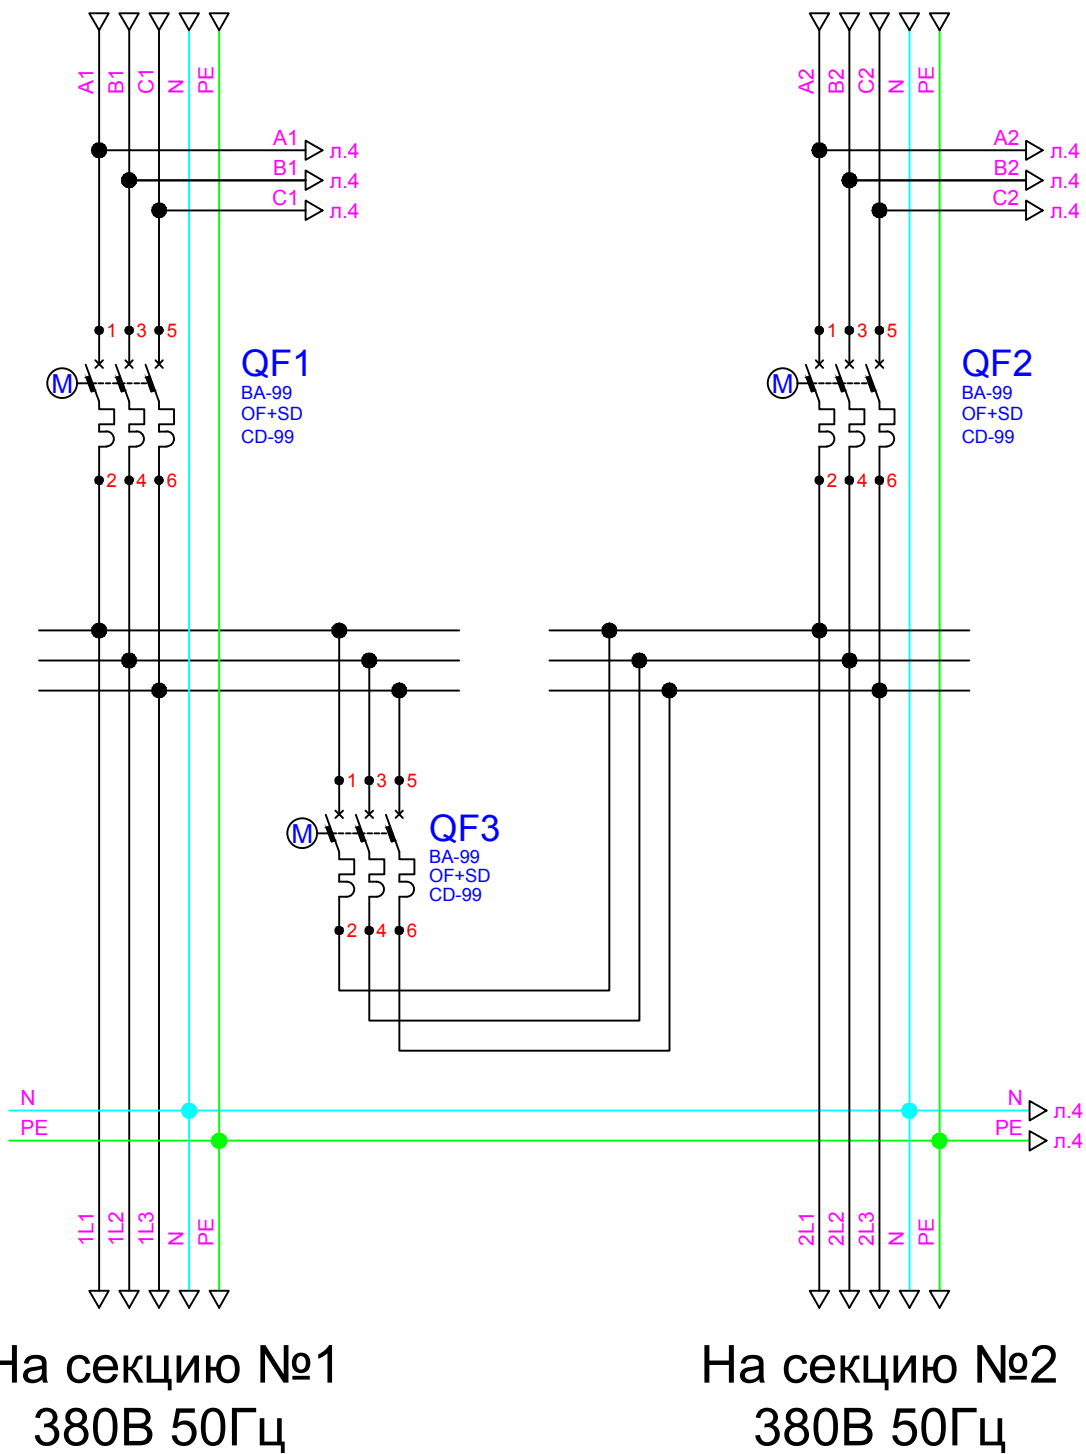 A1 B1 C1 N PE
A2 B2 C2 N PE
A1 л.4
B1 л.4
C1 л.4
A2 л.4
B2 л.4
C2 л.4
1 3 5
M
QF1
ВА-99
OF+SD
CD-99
2 4 6
1 3 5
M
QF2
ВА-99
OF+SD
CD-99
2 4 6
1 3 5
M
QF3
ВА-99
OF+SD
CD-99
2 4 6
N
N л.4
PE
PE л.4
1L1 1L2 1L3 N PE
2L1 2L2 2L3 N PE
На секцию №1
380В 50Гц
На секцию №2
380В 50Гц